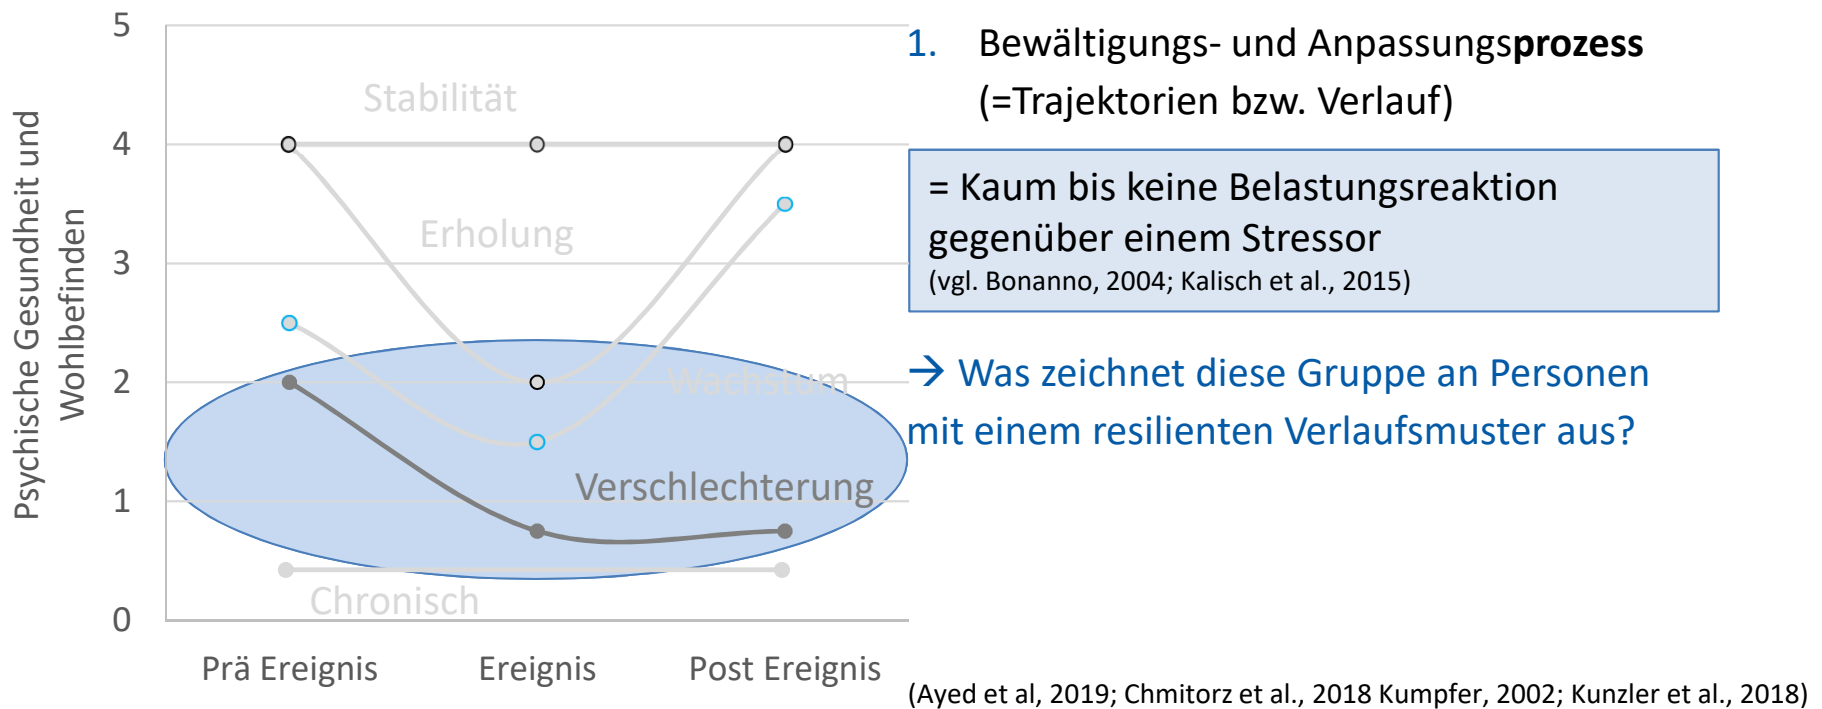 Psychische Gesundheit und
Wohlbefinden
5
4
3
2
1
0
Stabilität
Erholung
Wachstum
Verschlechterung
Chronisch
Prä Ereignis
Ereignis
Post Ereignis
1. Bewältigungs- und Anpassungsprozess
(=Trajektorien bzw. Verlauf)
= Kaum bis keine Belastungsreaktion
gegenüber einem Stressor
(vgl. Bonanno, 2004; Kalisch et al., 2015)
→ Was zeichnet diese Gruppe an Personen
mit einem resilienten Verlaufsmuster aus?
(Ayed et al, 2019; Chmitorz et al., 2018 Kumpfer, 2002; Kunzler et al., 2018)